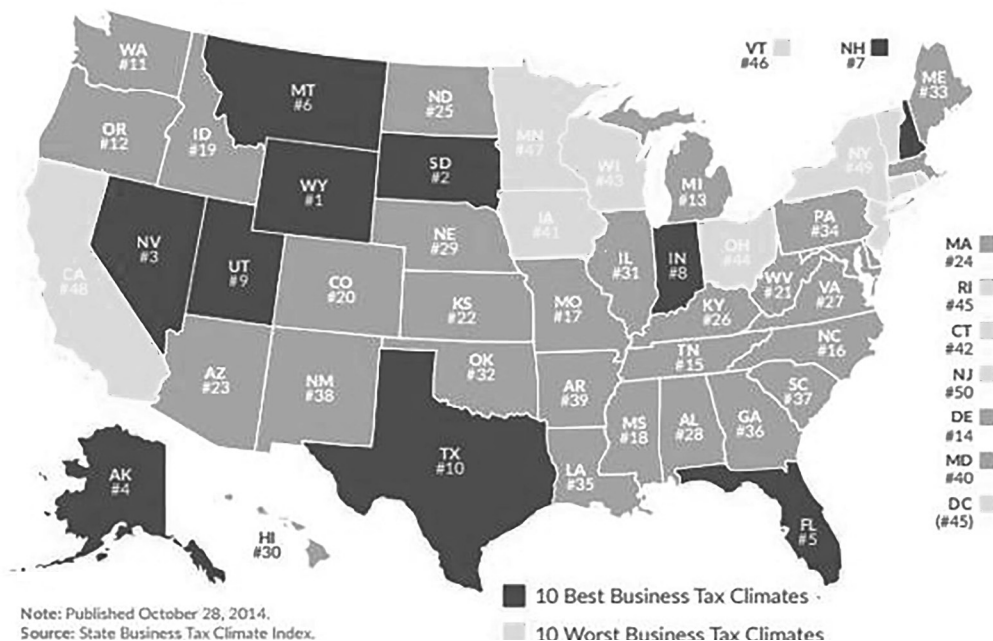 WA
#11
OR
#12
ID
#19
MT
#6
ND
#25
MN
#47
WI
#43
MI
#13
VT
#46
NH
#7
ME
#33
NY
#49
WY
#1
SD
#2
NE
#29
IA
#41
IL
#31
IN
#8
OH
#44
PA
#34
NV
#3
UT
#9
CO
#20
KS
#22
MO
#17
KY
#26
WV
#21
VA
#27
CA
#48
AZ
#23
NM
#38
OK
#32
AR
#39
TN
#15
NC
#16
SC
#37
MS
#18
AL
#28
GA
#36
TX
#10
LA
#35
FL
#5
AK
#4
HI
#30
MA
#24
RI
#45
CT
#42
NJ
#50
DE
#14
MD
#40
DC
(#45)
10 Best Business Tax Climates
10 Worst Business Tax Climates
Note: Published October 28, 2014.
Source: State Business Tax Climate Index.